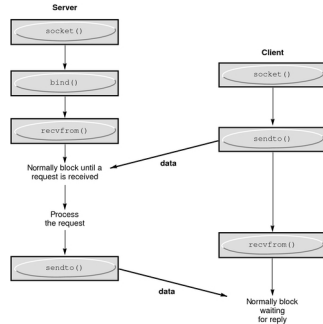 Server
socket()
bind()
recvfrom()
Normally block until a
request is received
Process
the request
sendto()
Client
socket()
sendto()
data
recvfrom()
data
Normally block
waiting
for reply